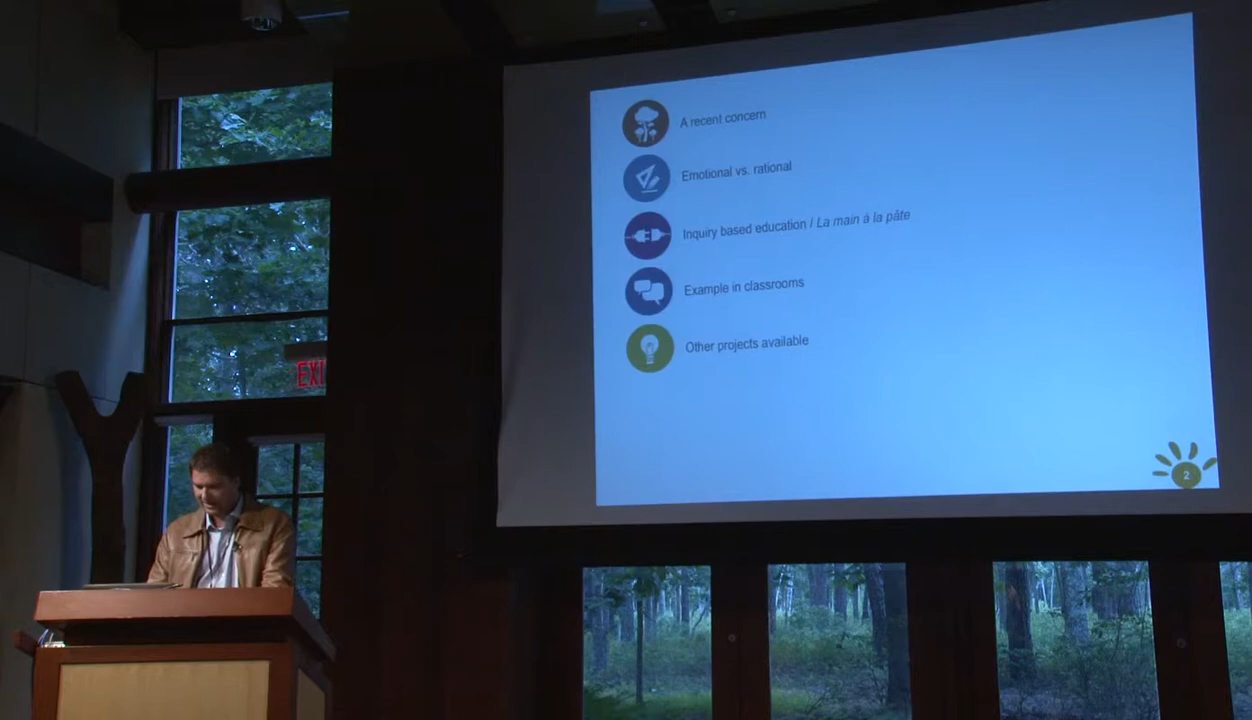 A recent concern
Emotional vs. rational
Inquiry based education / La main à la pâte
Example in classrooms
Other projects available
2
EXI